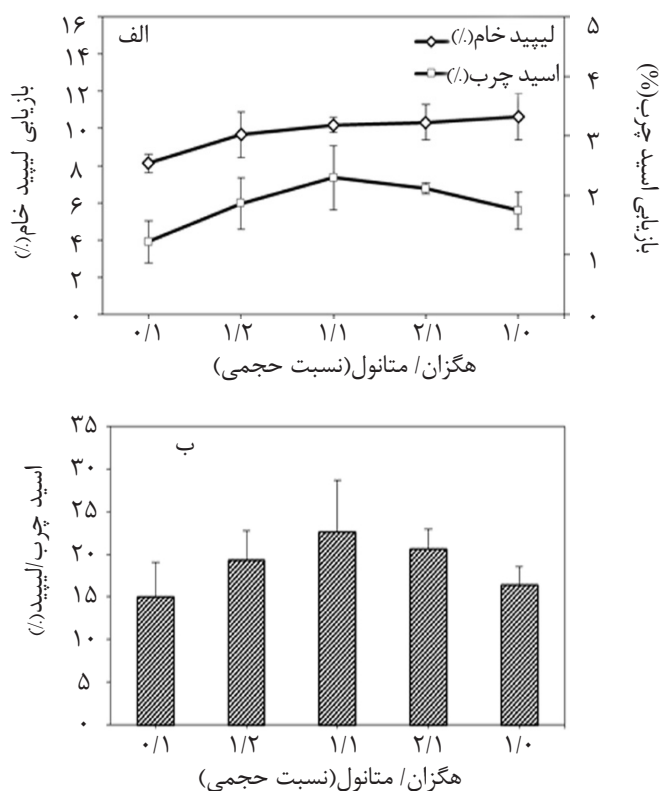 الف
لیپید خام(٪)
اسید چرب(٪)
بازیابی لیپید خام(٪)
۱۶
۱۴
۱۲
۱۰
۸
۶
۴
۲
۰
بازیابی اسید چرب(%)
۵
۴
۳
۲
۱
۰
۰/۱ ۱/۲ ۱/۱ ۲/۱ ۱/۰
هگزان/ متانول(نسبت حجمی)
ب
اسید چرب/لیپید(٪)
۳۵
۳۰
۲۵
۲۰
۱۵
۱۰
۵
۰
۰/۱ ۱/۲ ۱/۱ ۲/۱ ۱/۰
هگزان/ متانول(نسبت حجمی)